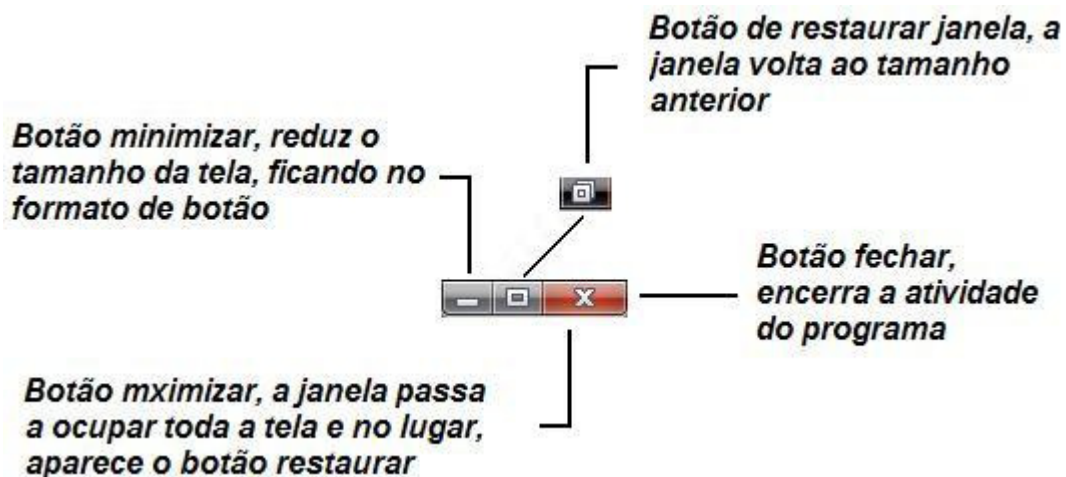 Botão de restaurar janela, a
janela volta ao tamanho
anterior
Botão minimizar, reduz o
tamanho da tela, ficando no
formato de botão
Botão fechar,
encerra a atividade
do programa
Botão mximizar, a janela passa
a ocupar toda a tela e no lugar,
aparece o botão restaurar